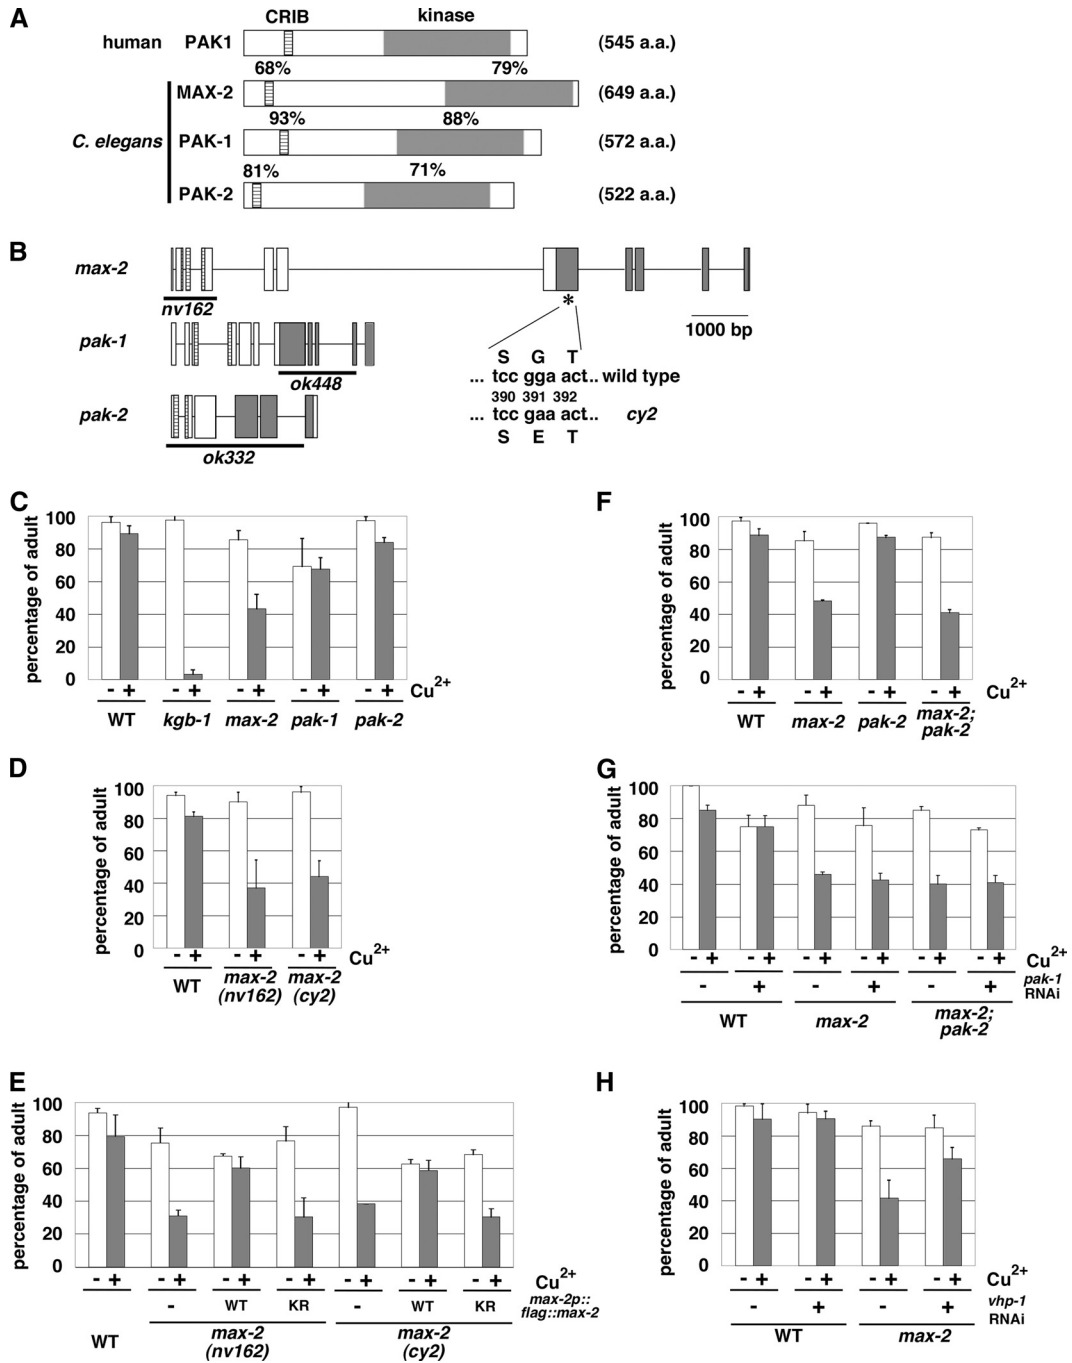 A
CRIB kinase
human PAK1 (545 a.a.)
68% 79%
MAX-2 (649 a.a.)
93% 88%
C. elegans PAK-1 (572 a.a.)
81% 71%
PAK-2 (522 a.a.)
B
max-2
nv162
*
1000 bp
pak-1
ok448
pak-2
ok332
S G T
... tcc gga act... wild type
390 391 392
... tcc gaa act... cy2
S E T
C
percentage of adult
100
80
60
40
20
0
- + - + - + - + - + Cu2+
WT kgb-1 max-2 pak-1 pak-2
D
percentage of adult
100
80
60
40
20
0
- + - + - + Cu2+
WT max-2 (nv162) max-2 (cy2)
E
percentage of adult
100
80
60
40
20
0
- + - + - + - + - + - + - + Cu2+
- WT KR - WT KR max-2p::
flag::max-2
WT max-2 (nv162) max-2 (cy2)
F
percentage of adult
100
80
60
40
20
0
- + - + - + - + Cu2+
WT max-2 pak-2 max-2;
pak-2
G
percentage of adult
100
80
60
40
20
0
- + - + - + - + - + - + Cu2+
- + - + - + pak-1
RNAi
WT max-2 max-2;
pak-2
H
percentage of adult
100
80
60
40
20
0
- + - + - + - + Cu2+
- + - + vhp-1
RNAi
WT max-2